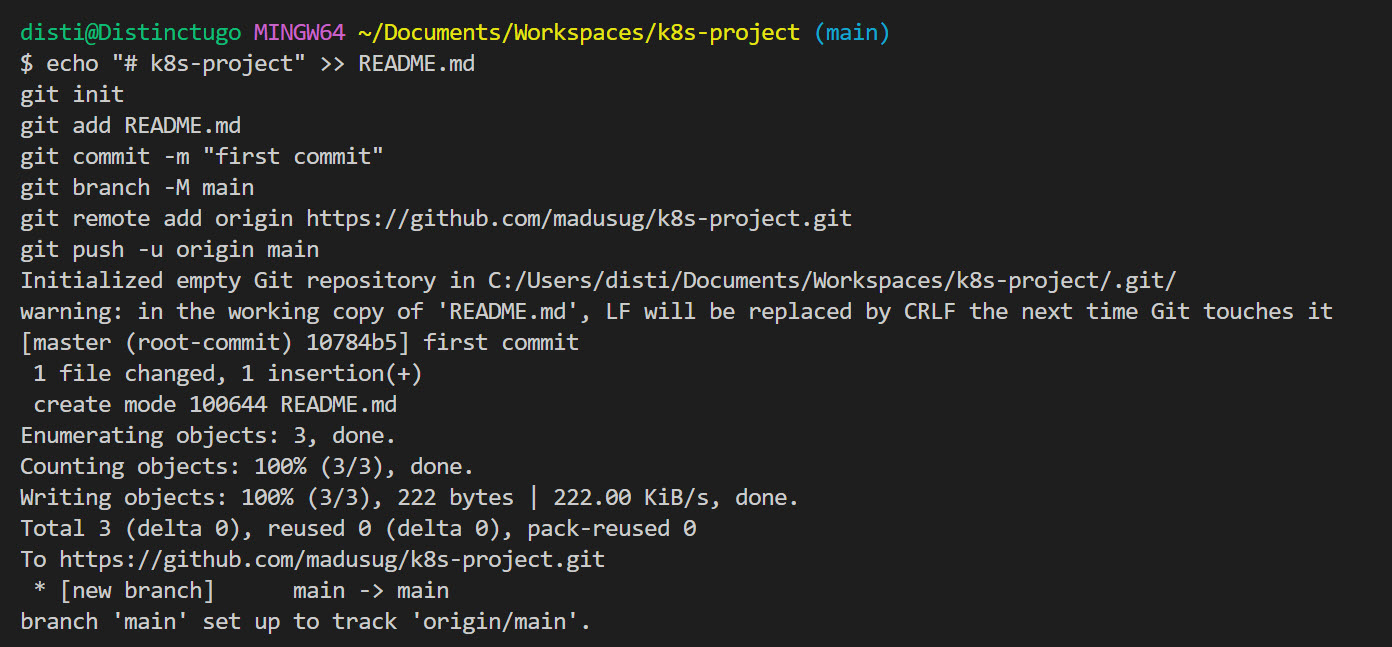 disti@Distinctugo MINGW64 ~/Documents/Workspaces/k8s-project (main)
$ echo "# k8s-project" >> README.md
git init
git add README.md
git commit -m "first commit"
git branch -M main
git remote add origin https://github.com/madusug/k8s-project.git
git push -u origin main
Initialized empty Git repository in C:/Users/disti/Documents/Workspaces/k8s-project/.git/
warning: in the working copy of 'README.md', LF will be replaced by CRLF the next time Git touches it
[master (root-commit) 10784b5] first commit
 1 file changed, 1 insertion(+)
 create mode 100644 README.md
Enumerating objects: 3, done.
Counting objects: 100% (3/3), done.
Writing objects: 100% (3/3), 222 bytes | 222.00 KiB/s, done.
Total 3 (delta 0), reused 0 (delta 0), pack-reused 0
To https://github.com/madusug/k8s-project.git
 * [new branch]      main -> main
branch 'main' set up to track 'origin/main'.